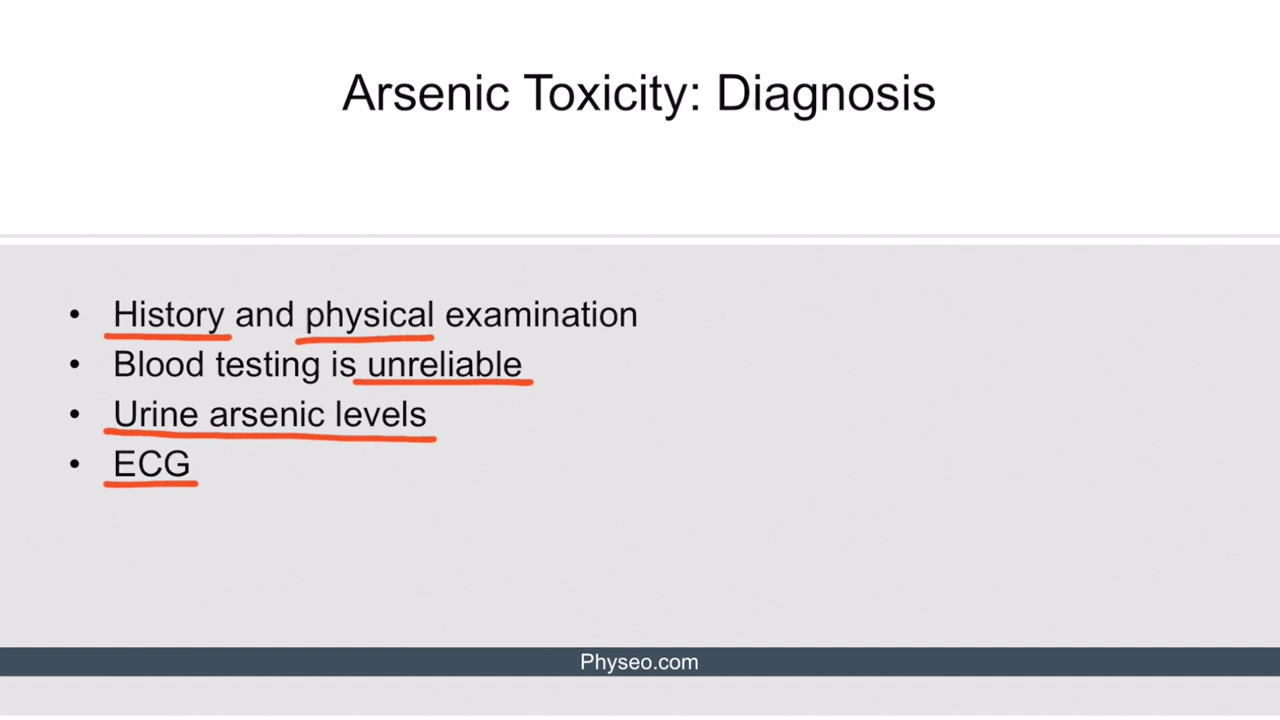 Arsenic Toxicity: Diagnosis
• History and physical examination
• Blood testing is unreliable
• Urine arsenic levels
• ECG
Physeo.com